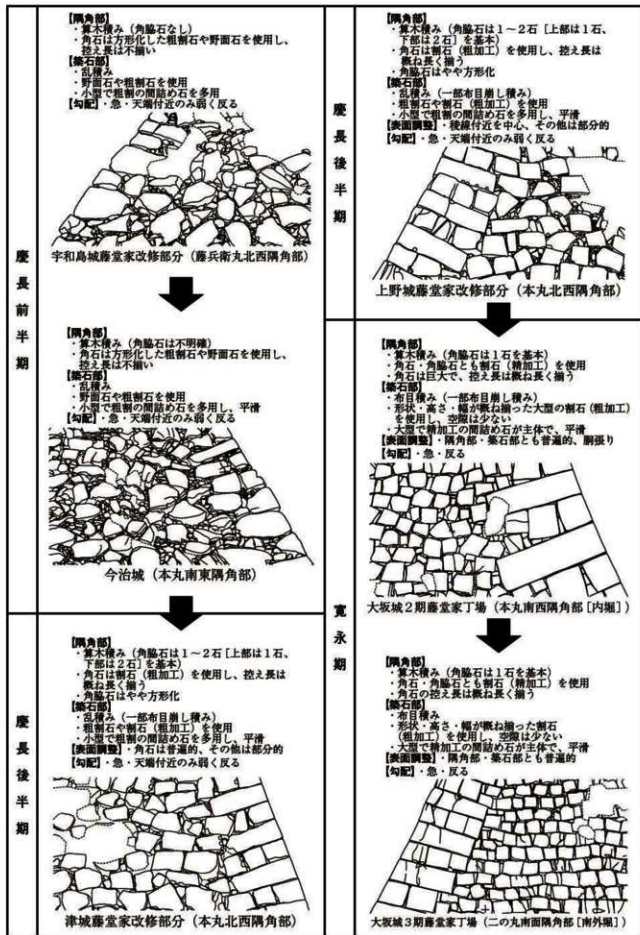 慶長前半期
【隅角部】
・算木積み（角脇石なし）
・角石は方形化した粗割石や野面石を使用し、
控え長は不揃い
【築石部】
・乱積み
・野面石や粗割石を使用
・小型で粗割の間詰め石を多用
【勾配】・急・天端付近のみ弱く反る
宇和島城藤堂家改修部分（藤兵衛丸北西隅角部）
【隅角部】
・算木積み（角脇石は不明確）
・角石は方形化した粗割石や野面石を使用し、
控え長は不揃い
【築石部】
・乱積み
・野面石や粗割石を使用
・小型で粗割の間詰め石を多用し、平滑
【勾配】・急・天端付近のみ弱く反る
今治城（本丸南東隅角部）
慶長後半期
【隅角部】
・算木積み（角脇石は１～２石［上部は１石、
下部は２石］を基本）
・角石は割石（粗加工）を使用し、控え長は
概ね長く揃う
・角脇石はやや方形化
【築石部】
・乱積み（一部布目崩し積み）
・粗割石や割石（粗加工）を使用
・小型で粗割の間詰め石を多用し、平滑
【表面調整】・角石は普遍的、その他は部分的
【勾配】・急・天端付近のみ弱く反る
津城藤堂家改修部分（本丸北西隅角部）
慶長後半期
【隅角部】
・算木積み（角脇石は１～２石［上部は１石、
下部は２石］を基本）
・角石は割石（粗加工）を使用し、控え長は
概ね長く揃う
・角脇石はやや方形化
【築石部】
・乱積み（一部布目崩し積み）
・粗割石や割石（粗加工）を使用
・小型で粗割の間詰め石を多用し、平滑
【表面調整】・稜線付近を中心、その他は部分的
【勾配】・急・天端付近のみ弱く反る
上野城藤堂家改修部分（本丸北西隅角部）
寛永期
【隅角部】
・算木積み（角脇石は１石を基本）
・角石・角脇石とも割石（精加工）を使用
・角石は巨大で、控え長は概ね長く揃う
【築石部】
・布目積み（一部布目崩し積み）
・形状・高さ・幅が概ね揃った大型の割石（粗加工）
を使用し、空隙は少ない
・大型で精加工の間詰め石が主体で、平滑
【表面調整】・隅角部・築石部とも普遍的、胴張り
【勾配】・急・反る
大坂城２期藤堂家丁場（本丸南西隅角部［内堀］）
【隅角部】
・算木積み（角脇石は１石を基本）
・角石・角脇石とも割石（精加工）を使用
・角石の控え長は概ね長く揃う
【築石部】
・布目積み
・形状・高さ・幅が概ね揃った割石
（粗加工）を使用し、空隙は少ない
・大型で精加工の間詰め石が主体で、平滑
【表面調整】・隅角部・築石部とも普遍的
【勾配】・急・反る
大坂城３期藤堂家丁場（二の丸南面隅角部［南外堀］）